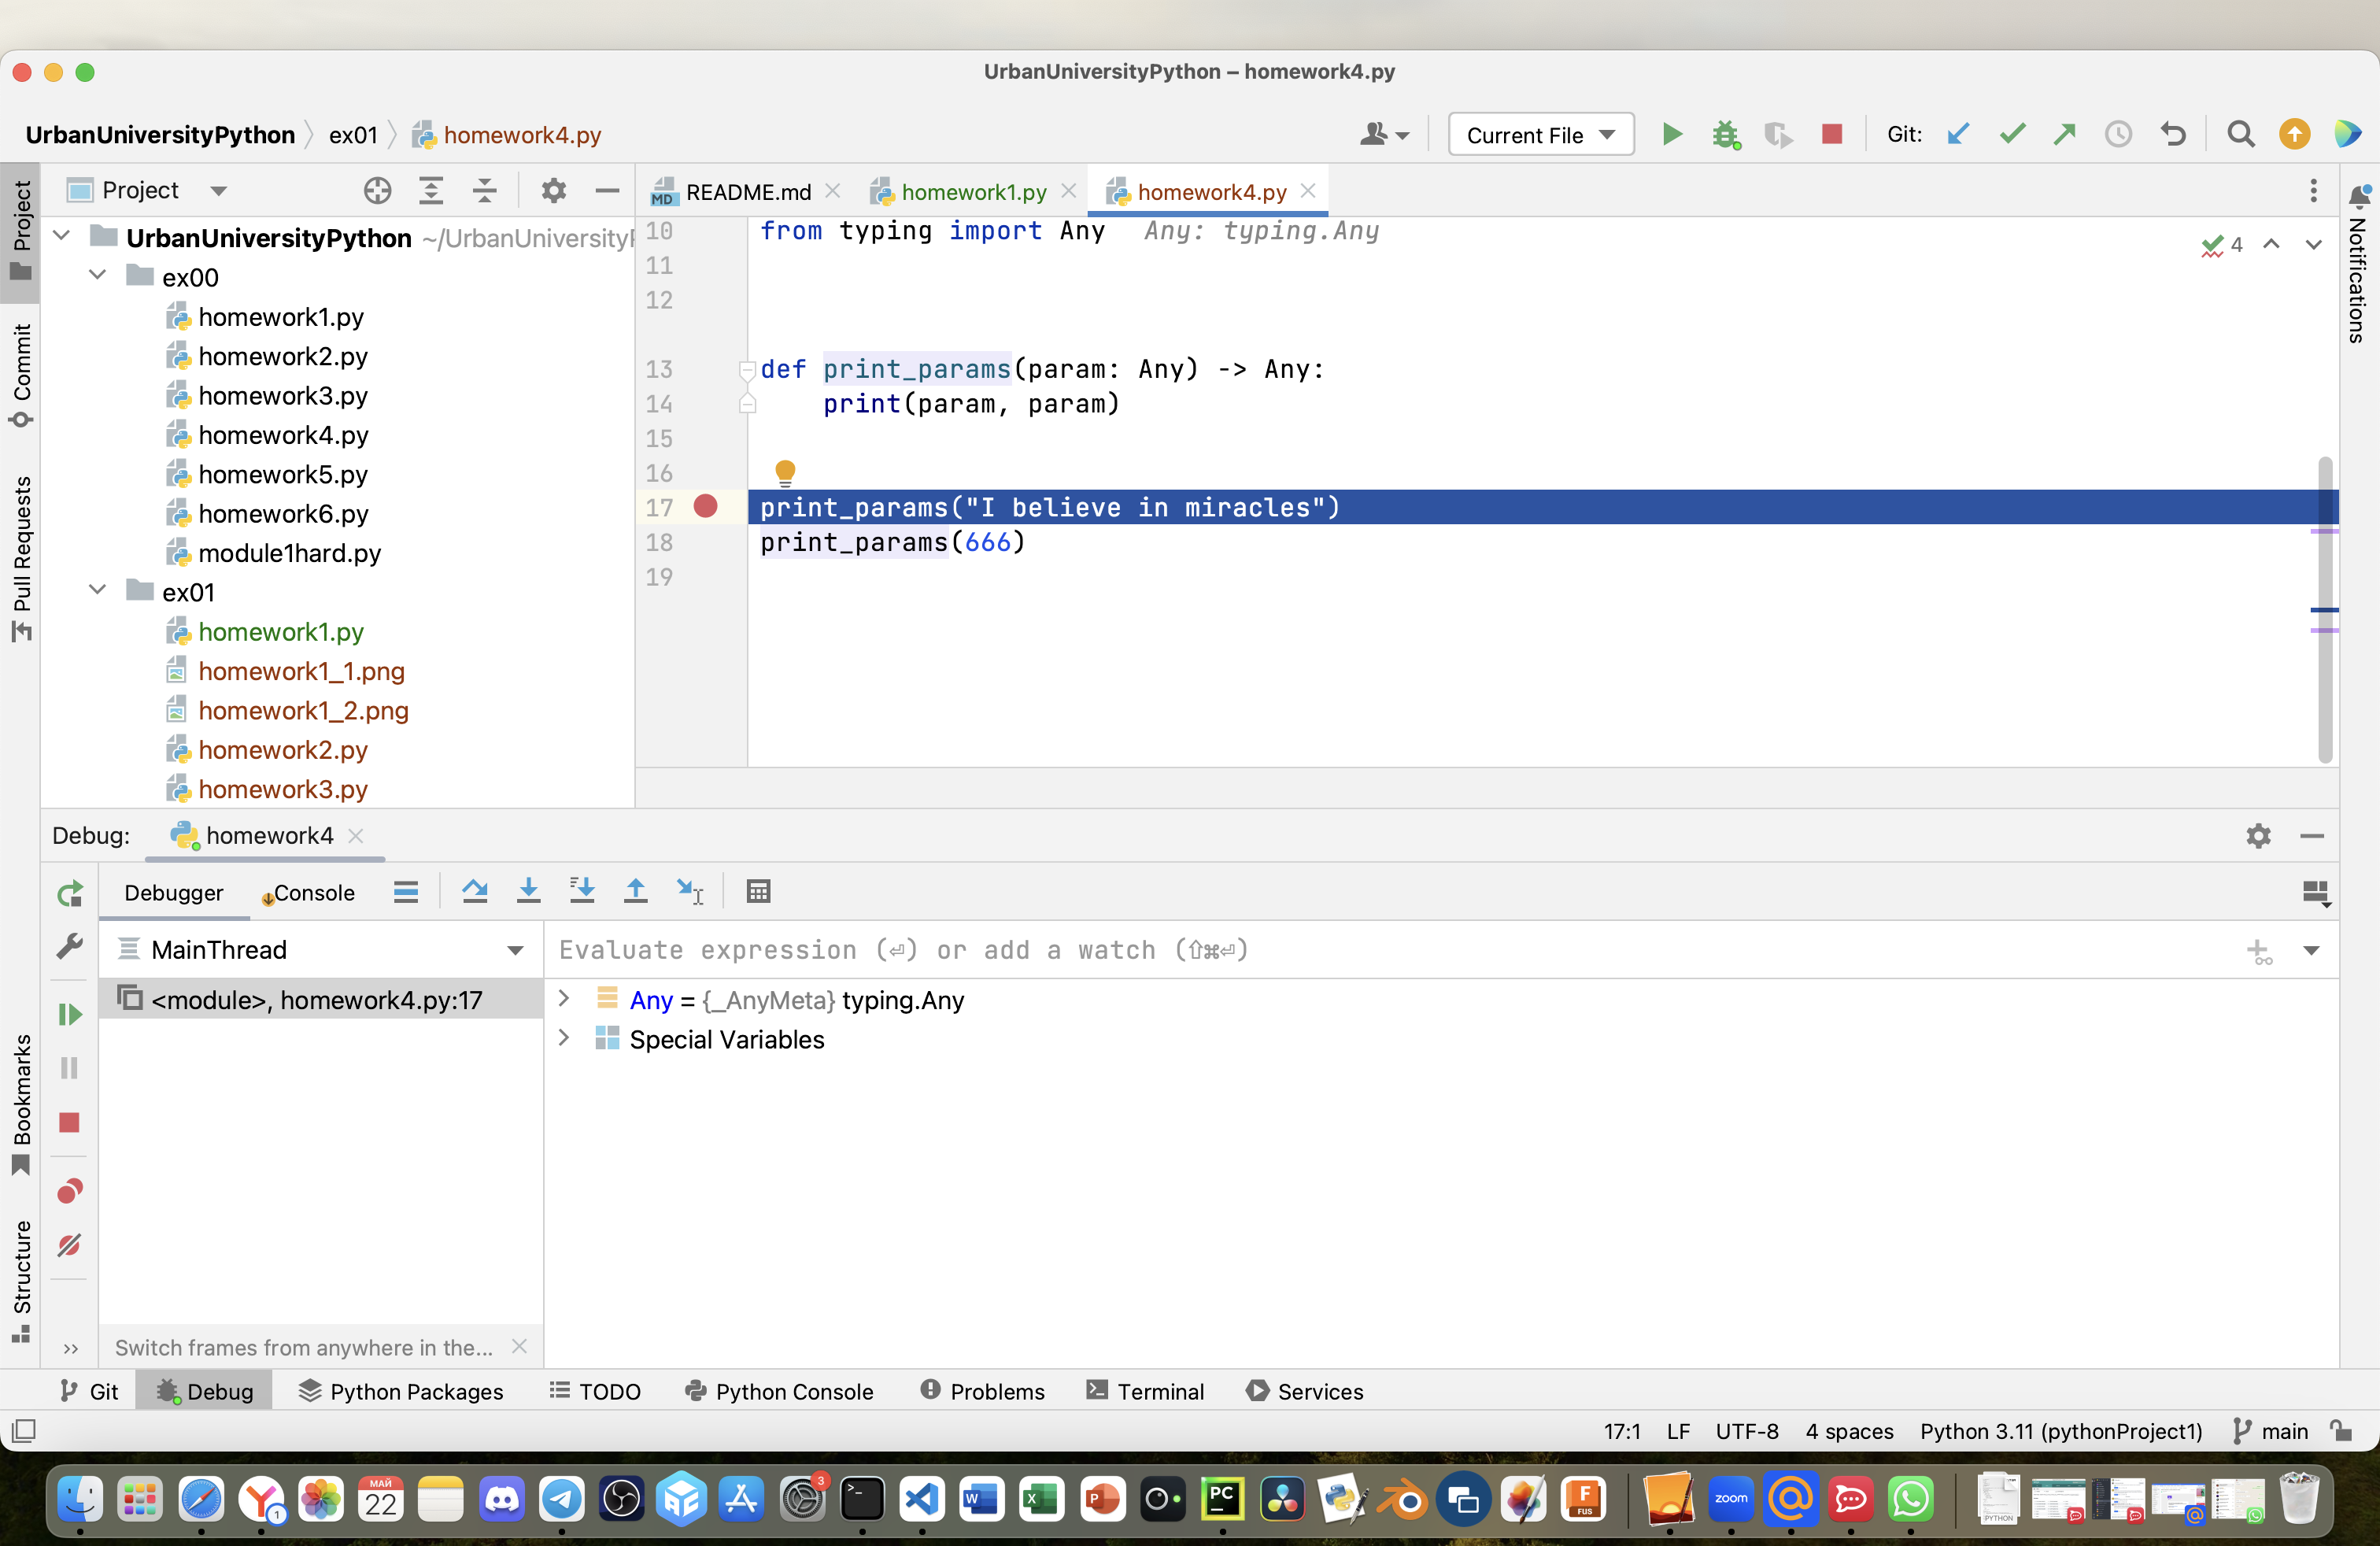 UrbanUniversityPython – homework4.py
UrbanUniversityPython ex01 homework4.py
Current File
Git:
Project
Project
Commit
Pull Requests
Bookmarks
Structure
Notifications
README.md homework1.py homework4.py
UrbanUniversityPython ~/UrbanUniversityP
ex00
homework1.py
homework2.py
homework3.py
homework4.py
homework5.py
homework6.py
module1hard.py
ex01
homework1.py
homework1_1.png
homework1_2.png
homework2.py
homework3.py
4
10 from typing import Any Any: typing.Any
11
12
13 def print_params(param: Any) -> Any:
14 print(param, param)
15
16
17 print_params("I believe in miracles")
18 print_params(666)
19
Debug: homework4
Debugger Console
MainThread
Evaluate expression (⏎) or add a watch (⇧⌘⏎)
<module>, homework4.py:17
Any = {_AnyMeta} typing.Any
Special Variables
Switch frames from anywhere in the...
Git Debug Python Packages TODO Python Console Problems Terminal Services
17:1 LF UTF-8 4 spaces Python 3.11 (pythonProject1) main
МАЙ
22
1
3
W
X
P
PC
F
FUS
zoom
PYTHON